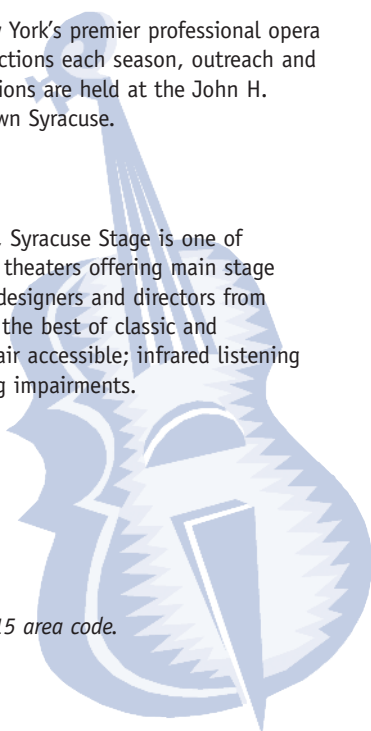 York's premier professional opera
ctions each season, outreach and
ions are held at the John H.
wn Syracuse.
Syracuse Stage is one of
theaters offering main stage
designers and directors from
the best of classic and
air accessible; infrared listening
g impairments.
15 area code.